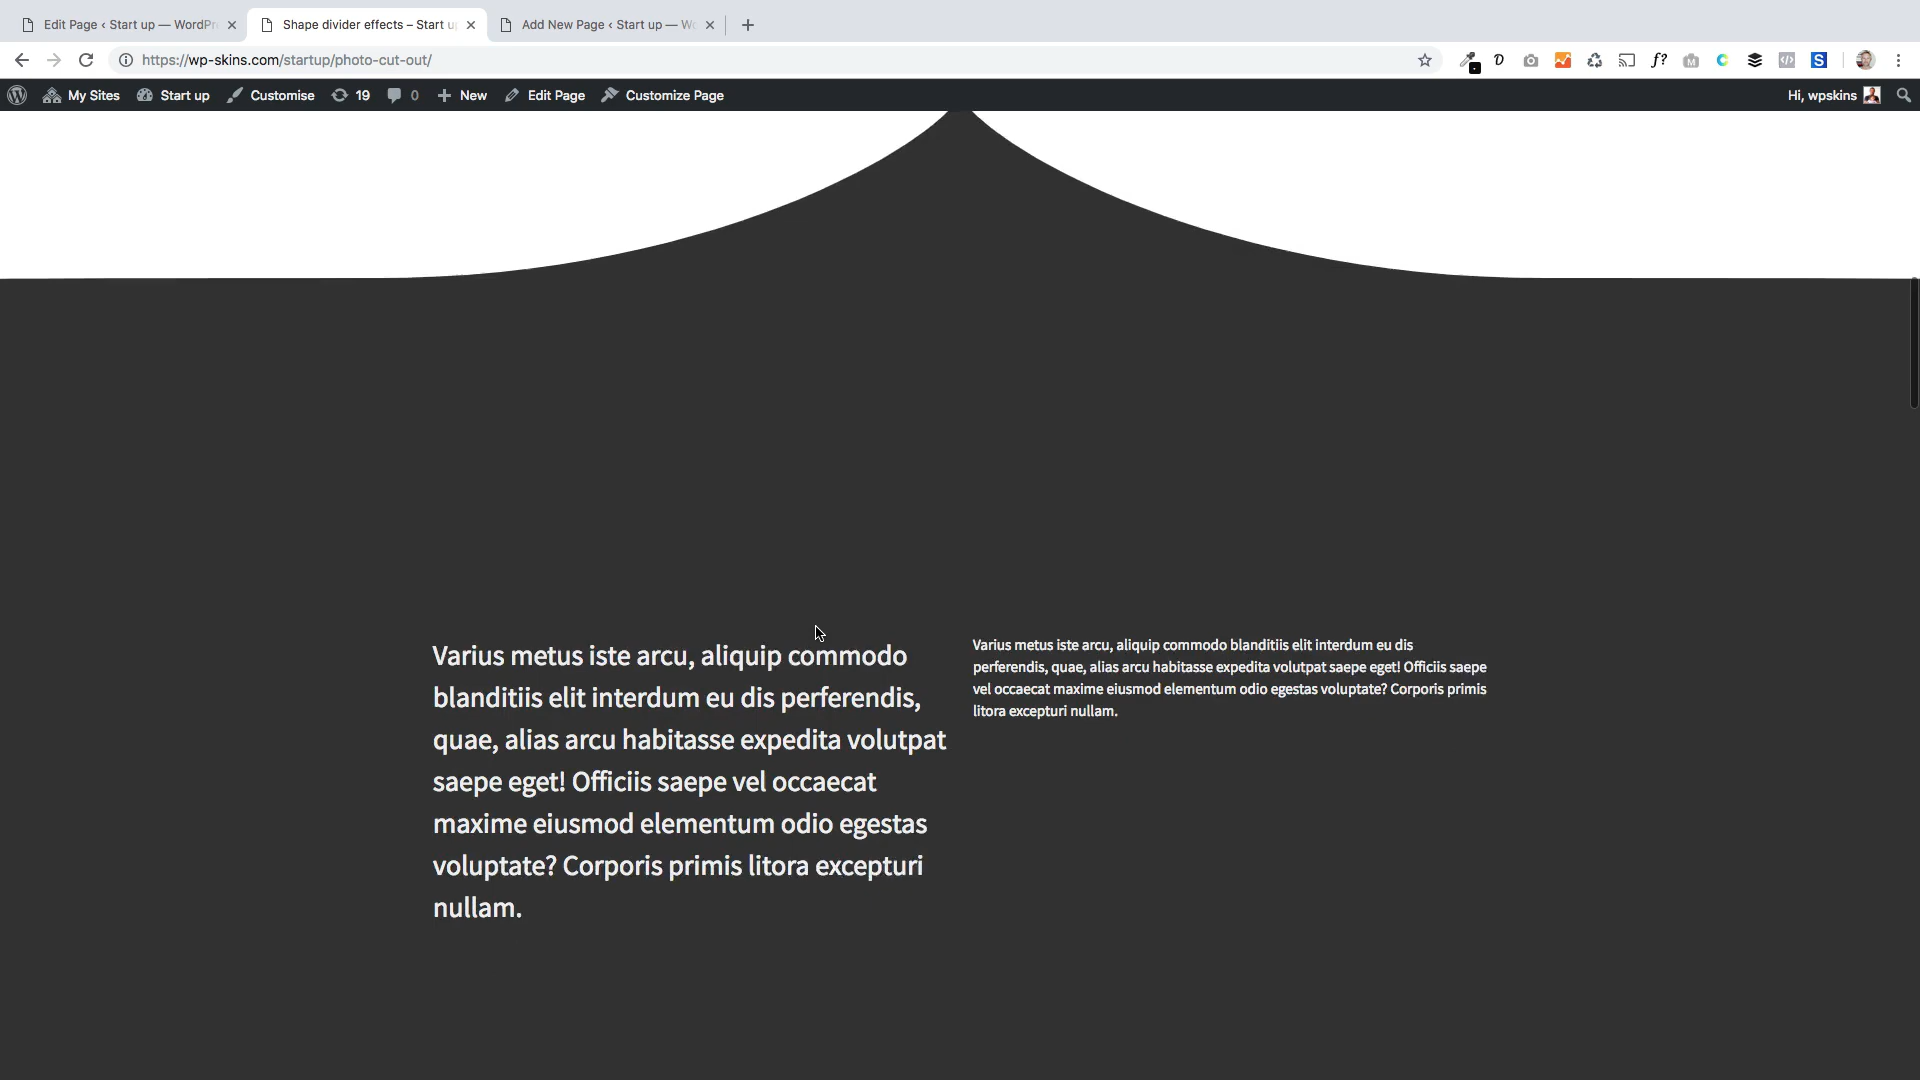 Edit Page ‹ Start up — WordPr
Shape divider effects – Start u
Add New Page ‹ Start up — W
https://wp-skins.com/startup/photo-cut-out/
My Sites
Start up
Customise
19
0
New
Edit Page
Customize Page
Hi, wpskins
Varius metus iste arcu, aliquip commodo
blanditiis elit interdum eu dis perferendis,
quae, alias arcu habitasse expedita volutpat
saepe eget! Officiis saepe vel occaecat
maxime eiusmod elementum odio egestas
voluptate? Corporis primis litora excepturi
nullam.
Varius metus iste arcu, aliquip commodo blanditiis elit interdum eu dis
perferendis, quae, alias arcu habitasse expedita volutpat saepe eget! Officiis saepe
vel occaecat maxime eiusmod elementum odio egestas voluptate? Corporis primis
litora excepturi nullam.